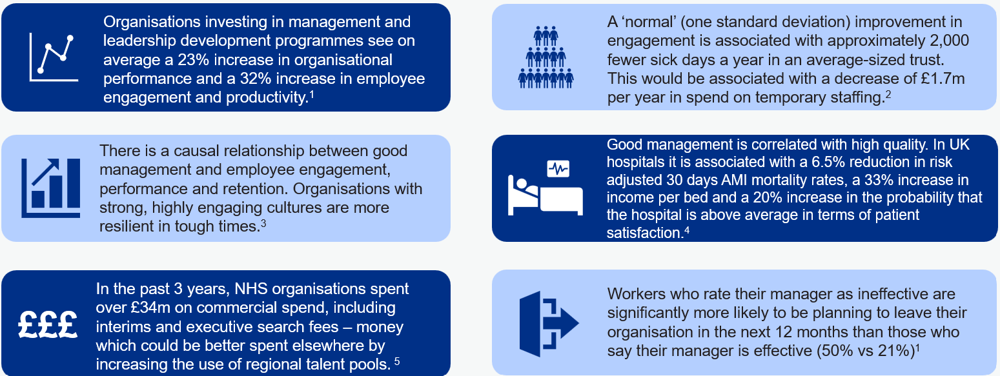 Organisations investing in management and
leadership development programmes see on
average a 23% increase in organisational
performance and a 32% increase in employee
engagement and productivity.¹
A ‘normal’ (one standard deviation) improvement in
engagement is associated with approximately 2,000
fewer sick days a year in an average-sized trust.
This would be associated with a decrease of £1.7m
per year in spend on temporary staffing.²
There is a causal relationship between good
management and employee engagement,
performance and retention. Organisations with
strong, highly engaging cultures are more
resilient in tough times.³
Good management is correlated with high quality. In UK
hospitals it is associated with a 6.5% reduction in risk
adjusted 30 days AMI mortality rates, a 33% increase in
income per bed and a 20% increase in the probability that
the hospital is above average in terms of patient
satisfaction.⁴
£££
In the past 3 years, NHS organisations spent
over £34m on commercial spend, including
interims and executive search fees – money
which could be better spent elsewhere by
increasing the use of regional talent pools. ⁵
Workers who rate their manager as ineffective are
significantly more likely to be planning to leave their
organisation in the next 12 months than those who
say their manager is effective (50% vs 21%)¹